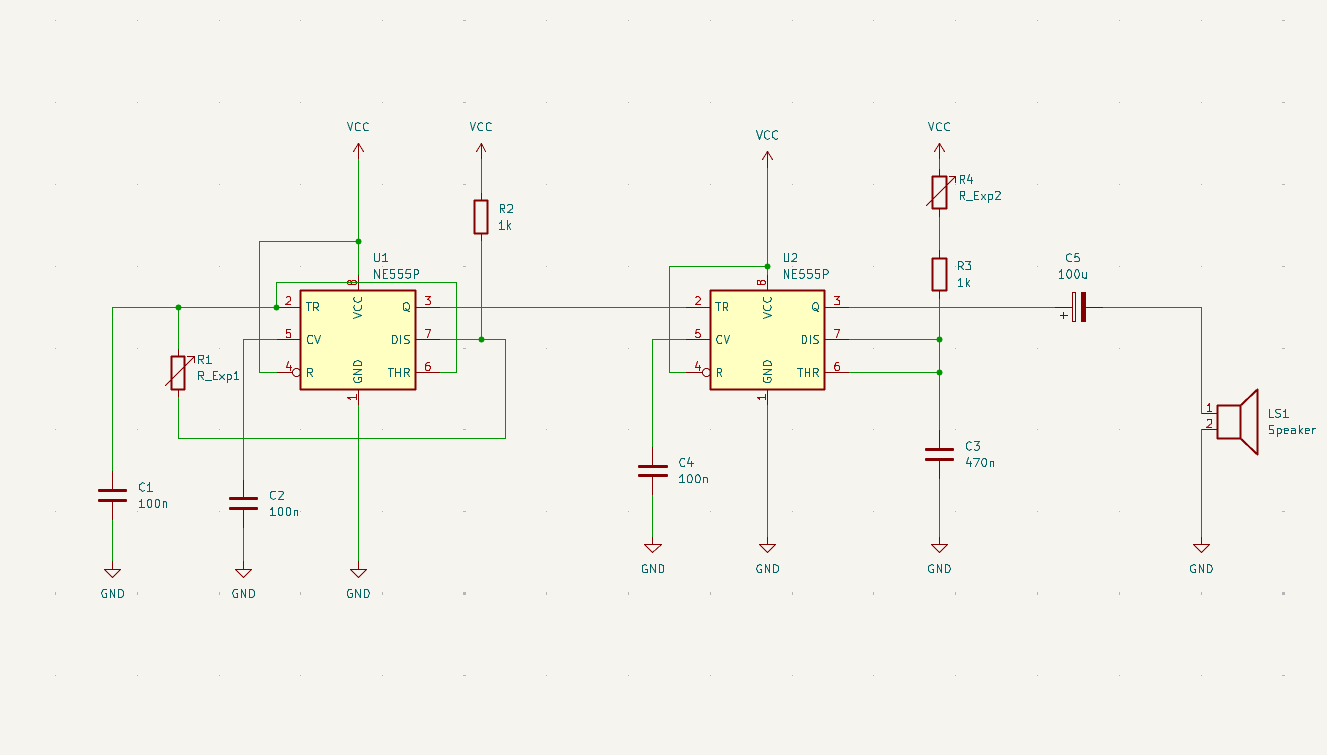 VCC
VCC
VCC
VCC
R4
R_Exp2
R2
1k
U1
NE555P
U2
NE555P
R3
1k
C5
100u
+
8
VCC
2
TR
Q
3
5
CV
DIS
7
4
R
GND
THR
6
1
8
VCC
2
TR
Q
3
5
CV
DIS
7
4
R
GND
THR
6
1
R1
R_Exp1
1
2
LS1
Speaker
C3
470n
C4
100n
C1
100n
C2
100n
GND
GND
GND
GND
GND
GND
GND